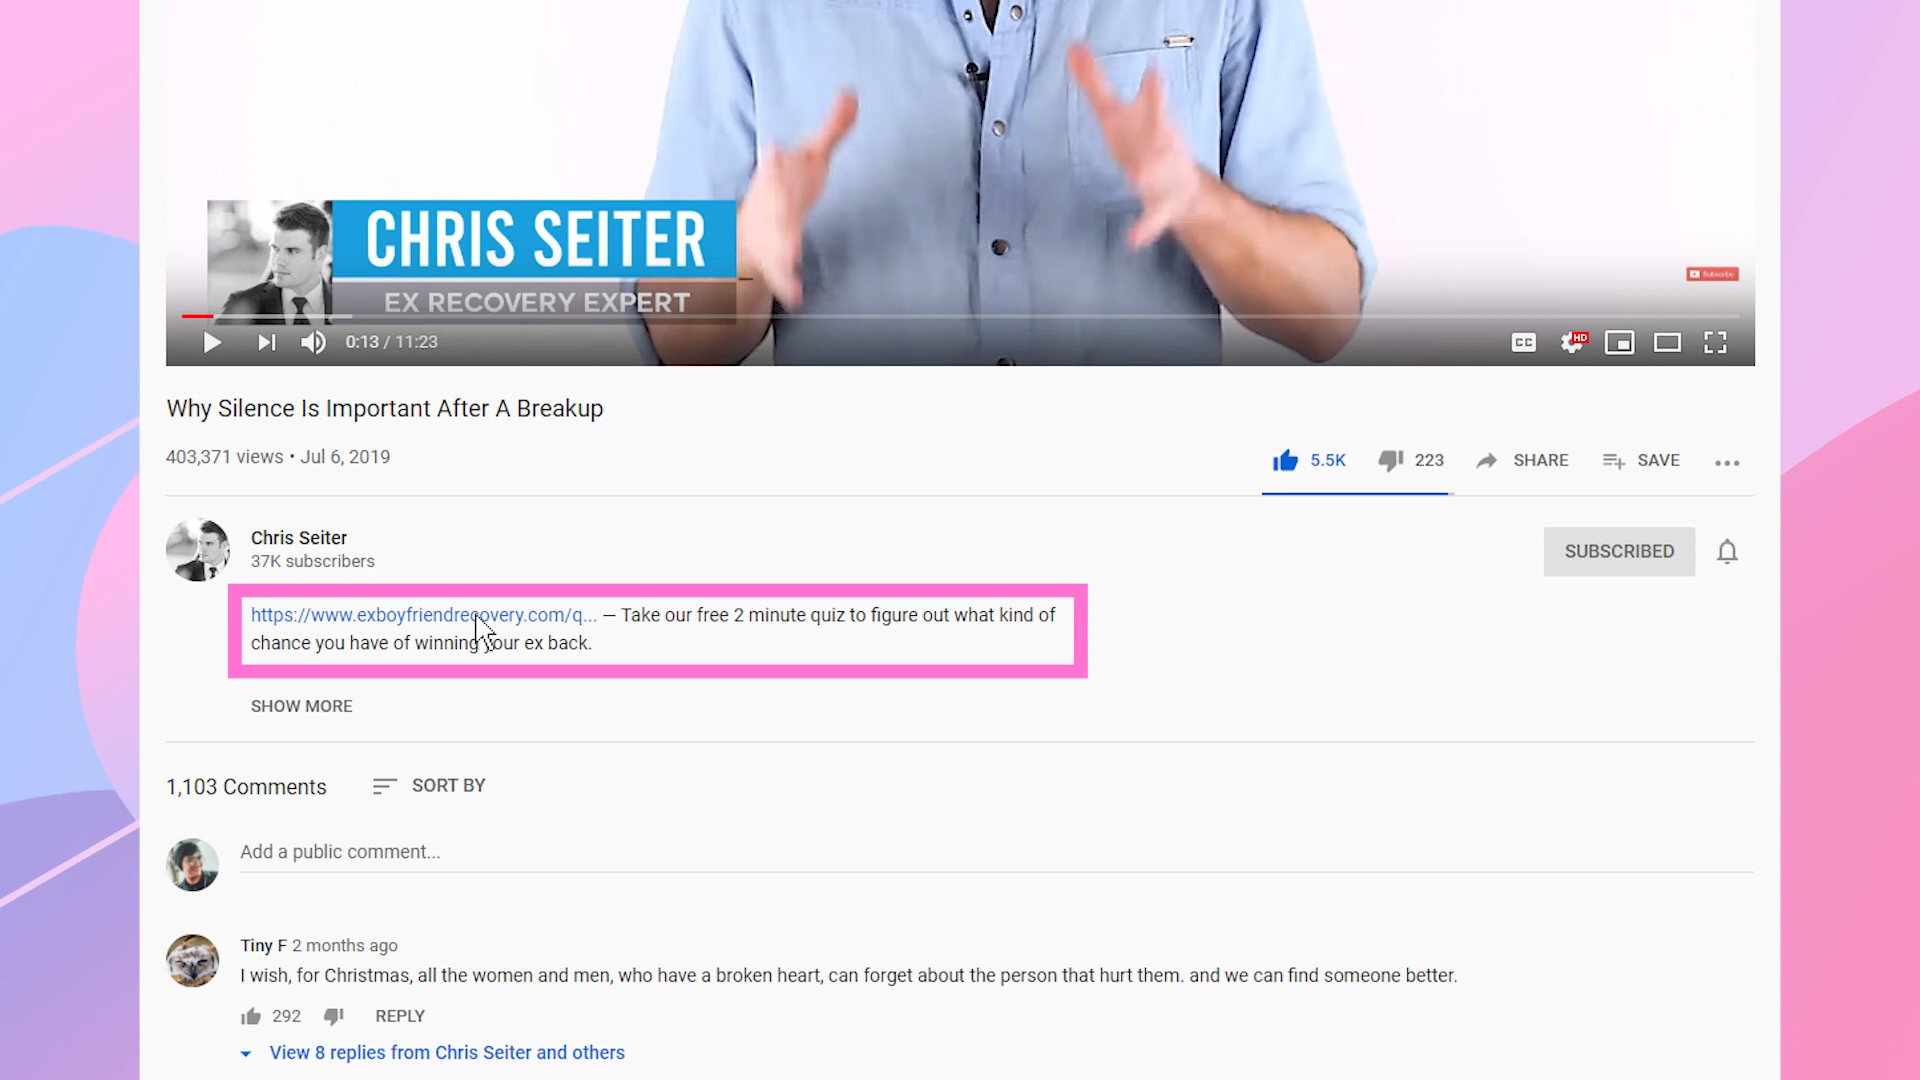 CHRIS SEITER
EX RECOVERY EXPERT
Subscribe
0:13 / 11:23
CC
HD
Why Silence Is Important After A Breakup
403,371 views • Jul 6, 2019
5.5K
223
SHARE
SAVE
Chris Seiter
37K subscribers
SUBSCRIBED
https://www.exboyfriendrecovery.com/q... — Take our free 2 minute quiz to figure out what kind of
chance you have of winning your ex back.
SHOW MORE
1,103 Comments
SORT BY
Add a public comment...
Tiny F 2 months ago
I wish, for Christmas, all the women and men, who have a broken heart, can forget about the person that hurt them. and we can find someone better.
292
REPLY
View 8 replies from Chris Seiter and others